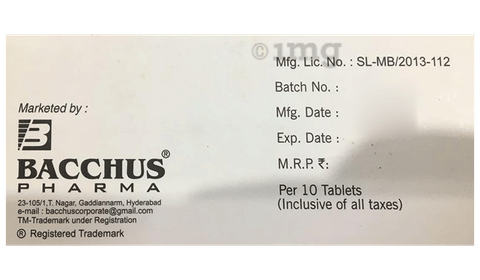 © 1mg
Mfg. Lic. No. : SL-MB/2013-112
Batch No. :
Mfg. Date :
Exp. Date :
M.R.P. ₹:
Per 10 Tablets
(Inclusive of all taxes)
Marketed by :
B
BACCHUS®
PHARMA
23-105/1,T. Nagar, Gaddiannarm, Hyderabad
e-mail : bacchuscorporate@gmail.com
TM-Trademark under Registration
® Registered Trademark